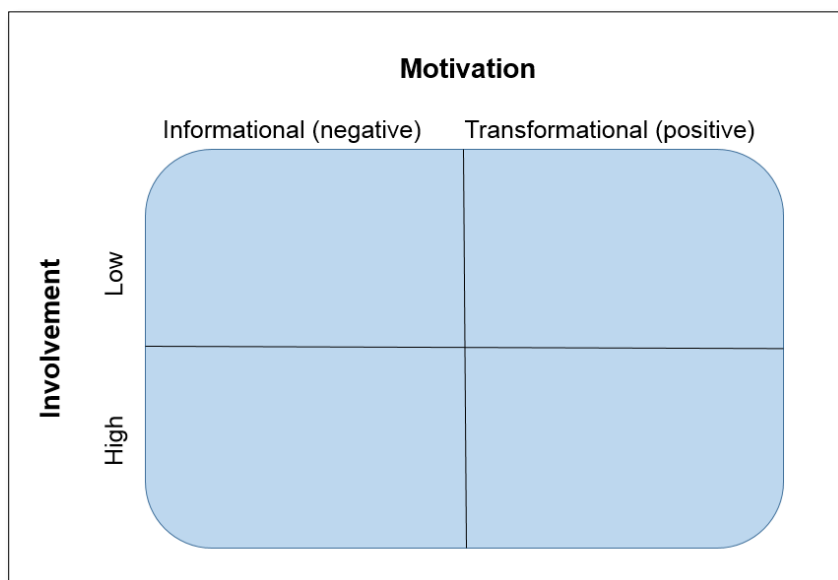 Motivation
Informational (negative) Transformational (positive)
Involvement
Low
High